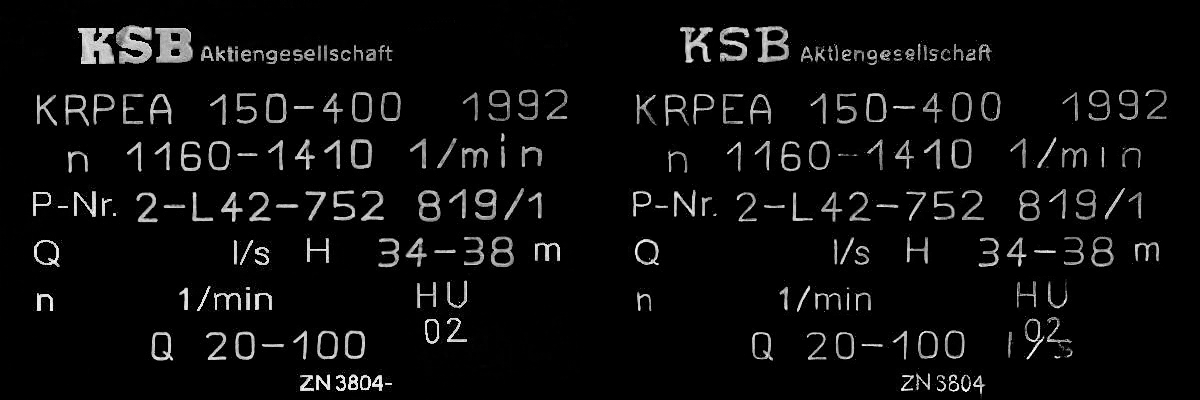 KSB Aktiengesellschaft
KRPEA 150-400 1992
n 1160-1410 1/min
P-Nr. 2-L42-752 819/1
Q l/s H 34-38 m
n 1/min HU
02
Q 20-100
ZN 3804-
KSB Aktiengesellschaft
KRPEA 150-400 1992
n 1160-1410 1/min
P-Nr. 2-L42-752 819/1
Q l/s H 34-38 m
n 1/min HU
02
Q 20-100 l/s
ZN 3804